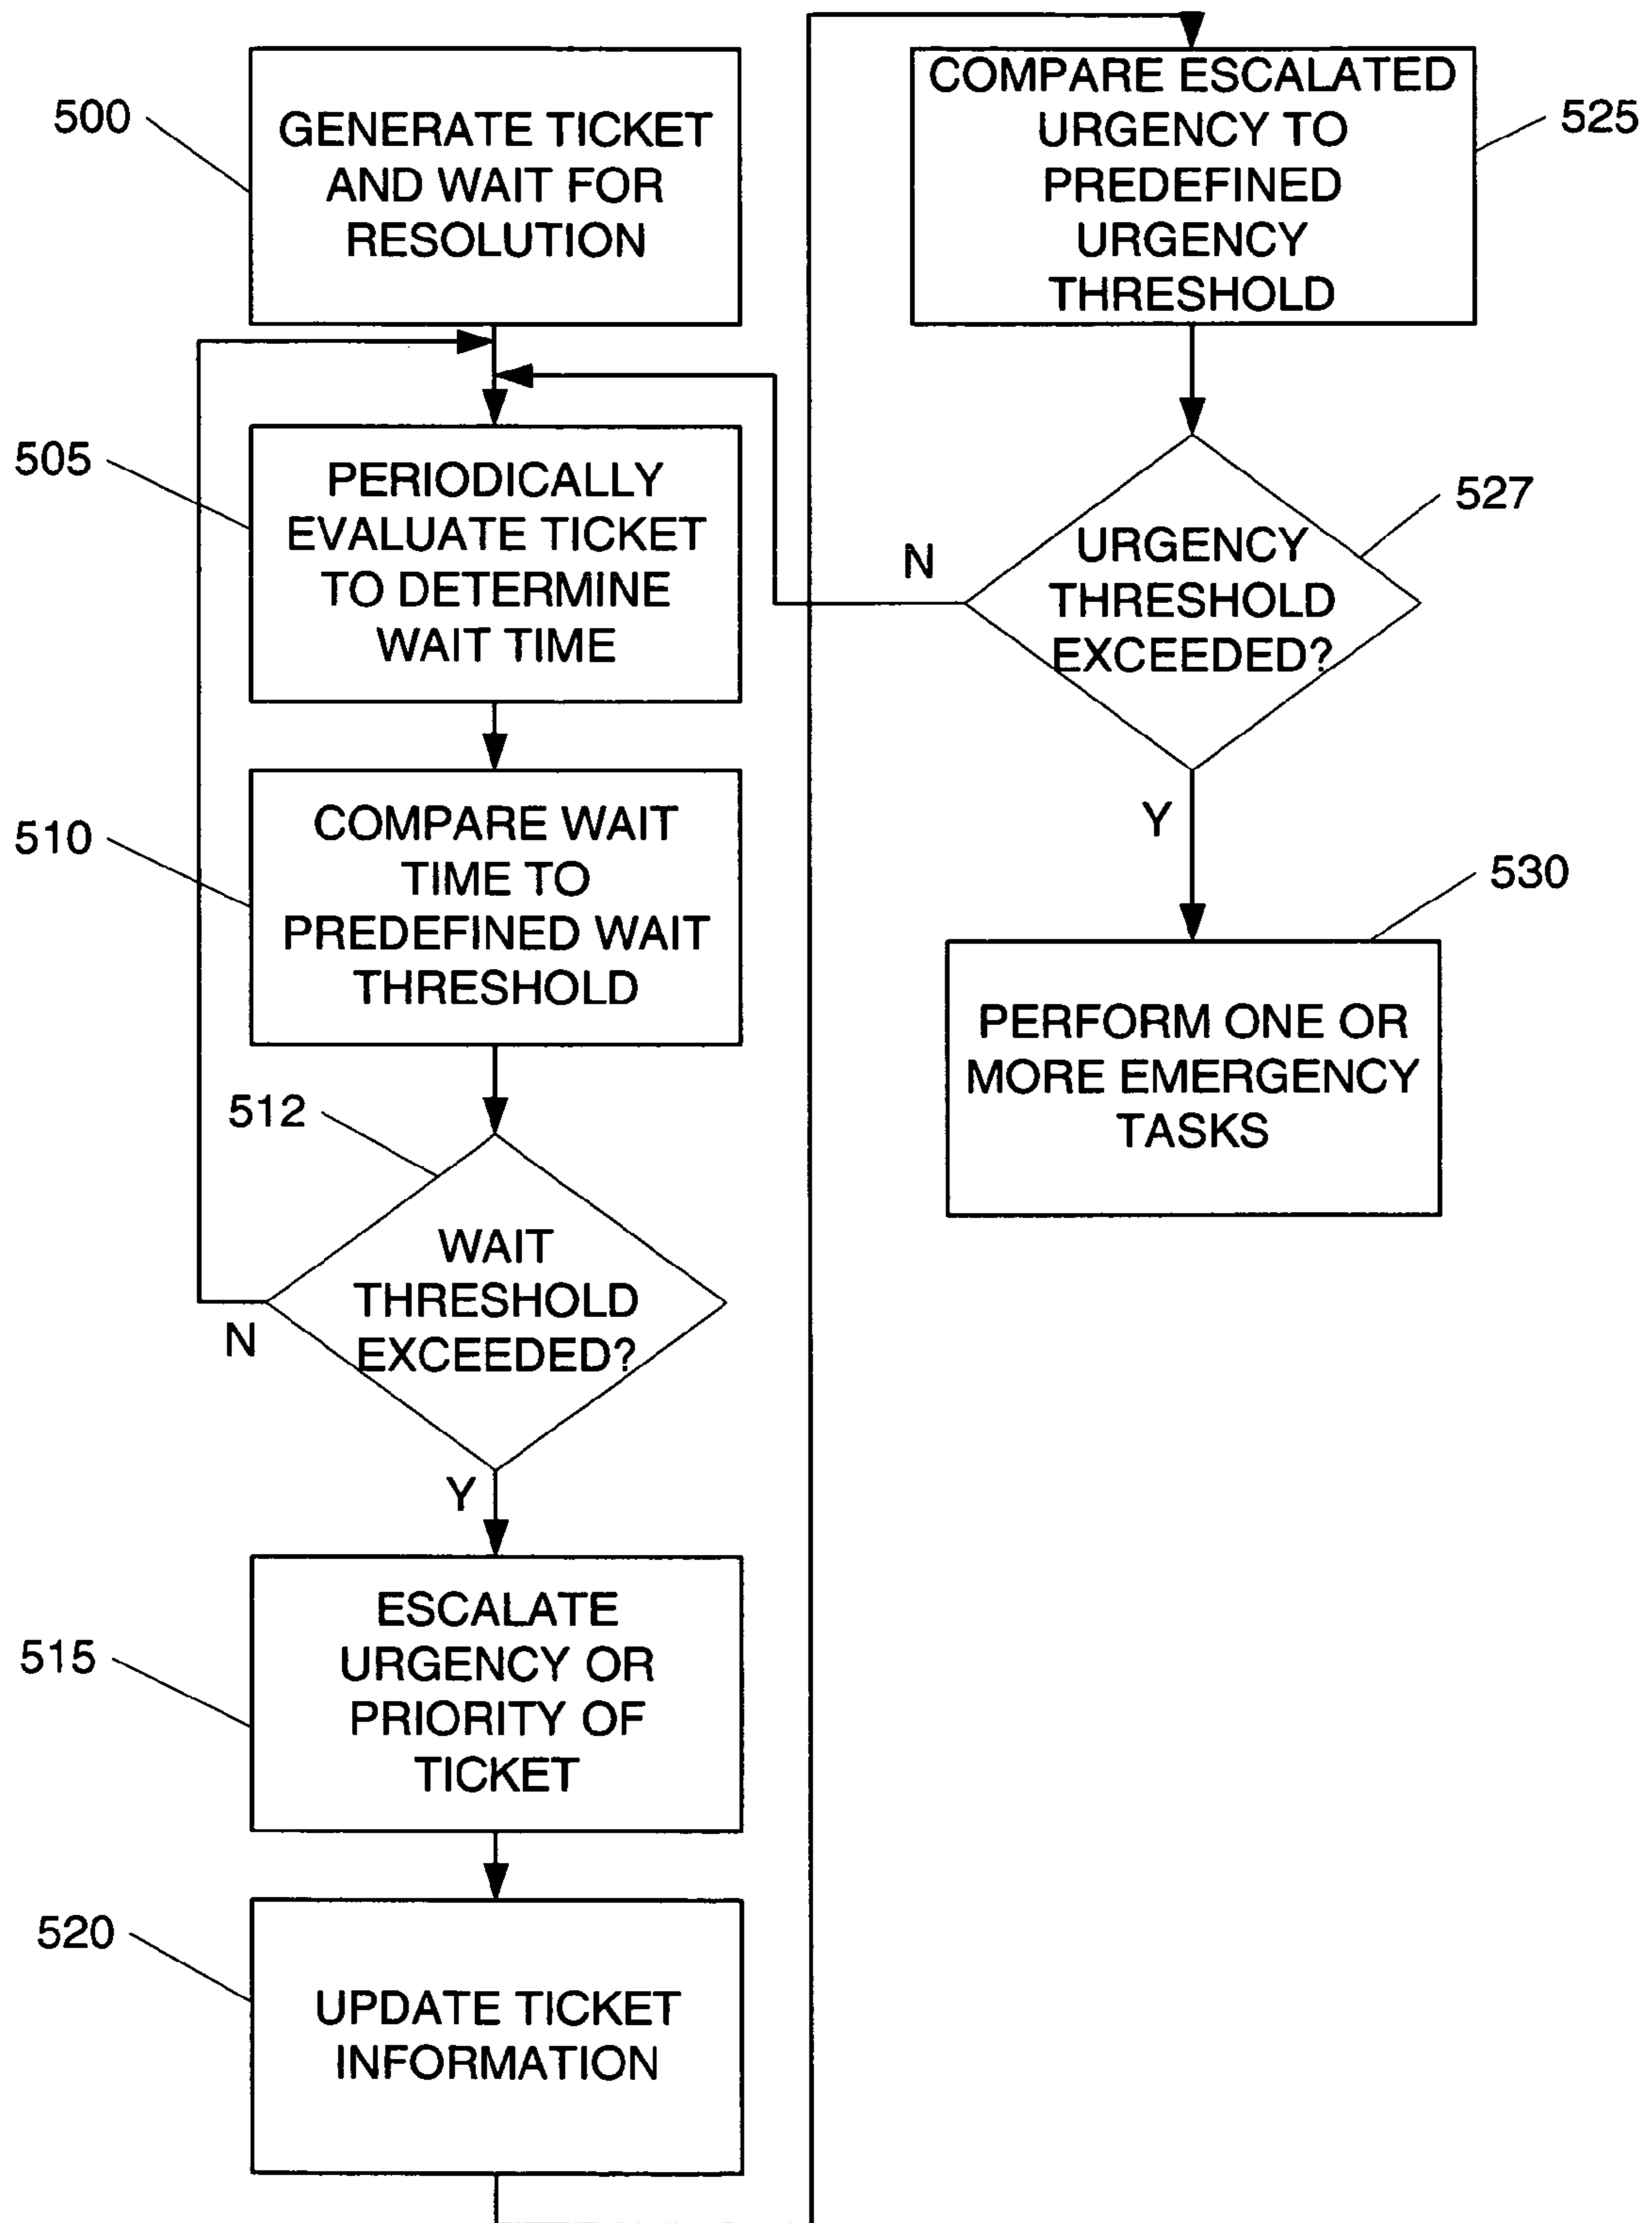 500
GENERATE TICKET
AND WAIT FOR
RESOLUTION
505
PERIODICALLY
EVALUATE TICKET
TO DETERMINE
WAIT TIME
510
COMPARE WAIT
TIME TO
PREDEFINED WAIT
THRESHOLD
512
WAIT
THRESHOLD
EXCEEDED?
N
Y
515
ESCALATE
URGENCY OR
PRIORITY OF
TICKET
520
UPDATE TICKET
INFORMATION
COMPARE ESCALATED
URGENCY TO
PREDEFINED
URGENCY
THRESHOLD
525
527
URGENCY
THRESHOLD
EXCEEDED?
N
Y
530
PERFORM ONE OR
MORE EMERGENCY
TASKS